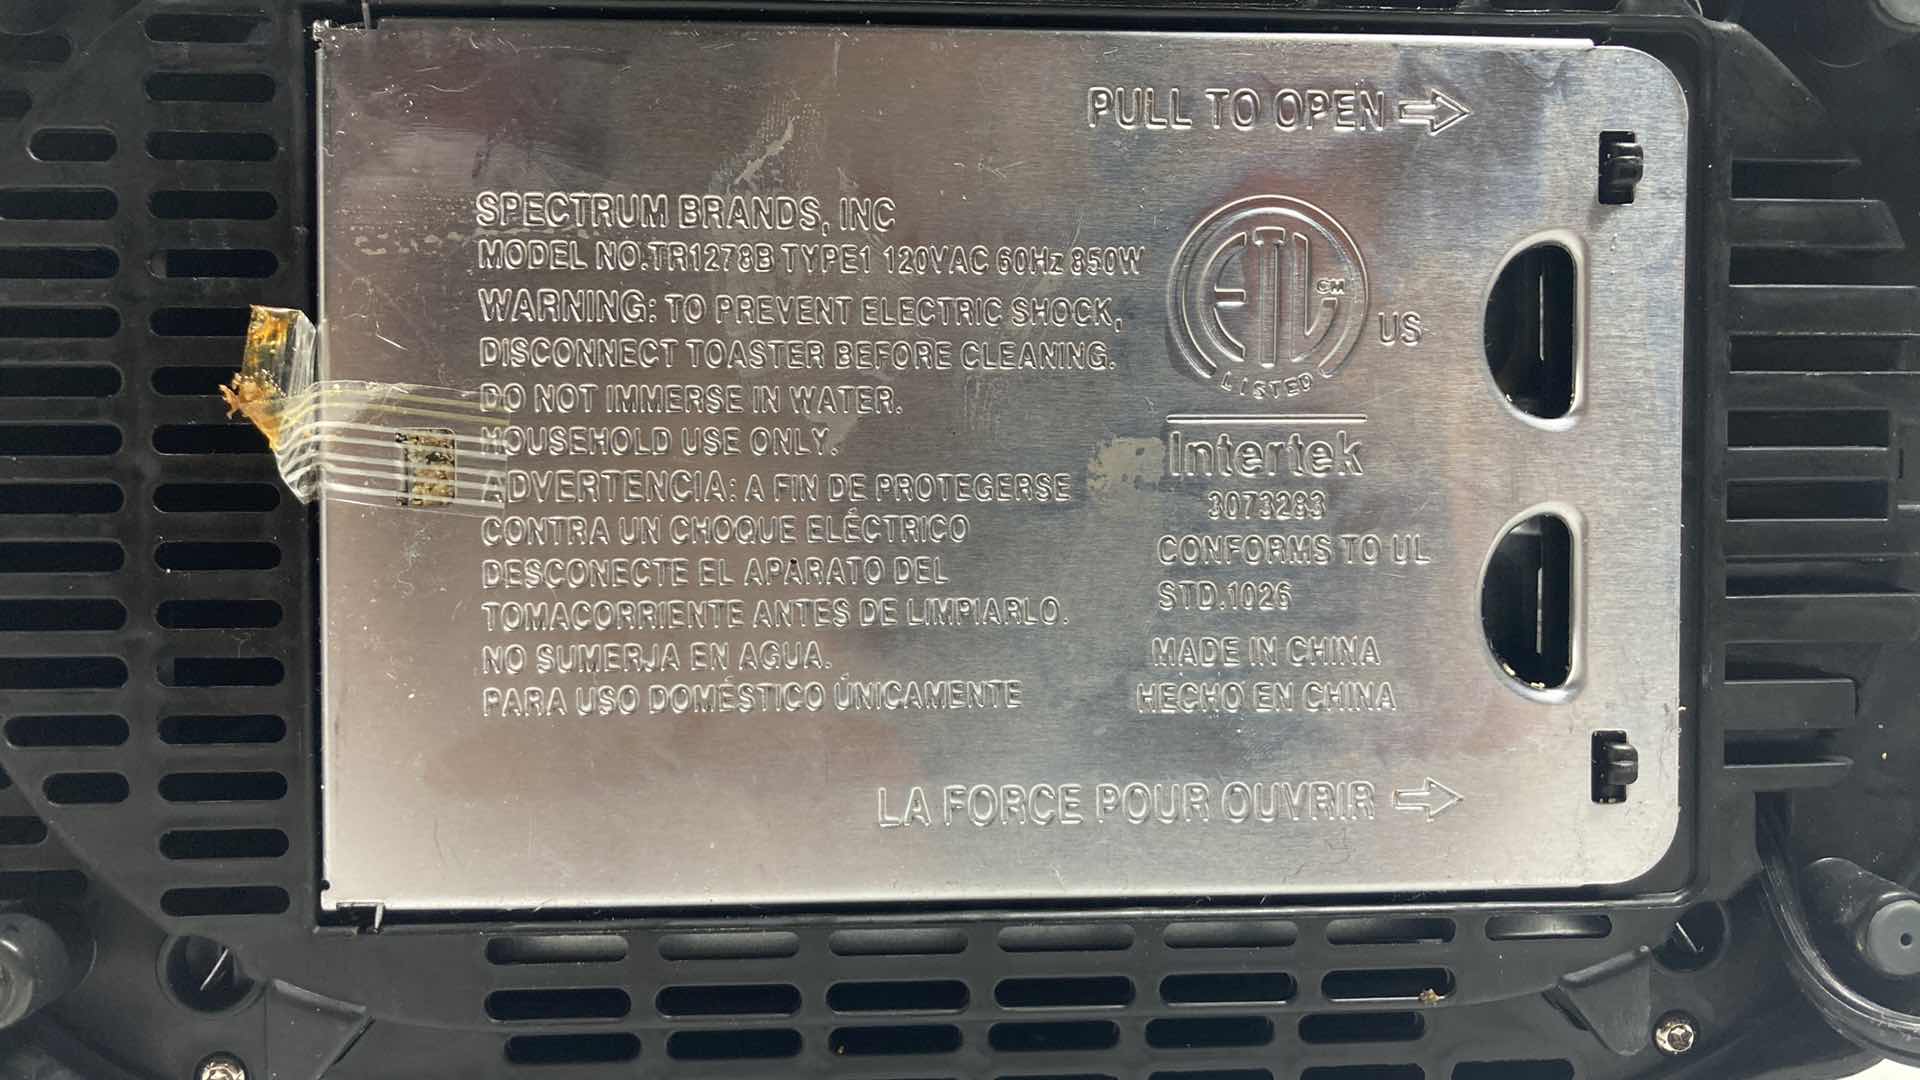 PULL TO OPEN
SPECTRUM BRANDS, INC
MODEL NO.TR1278B TYPE1 120VAC 60Hz 850W
WARNING: TO PREVENT ELECTRIC SHOCK,
DISCONNECT TOASTER BEFORE CLEANING.
DO NOT IMMERSE IN WATER.
HOUSEHOLD USE ONLY.
ADVERTENCIA: A FIN DE PROTEGERSE
CONTRA UN CHOQUE ELÉCTRICO
DESCONECTE EL APARATO DEL
TOMACORRIENTE ANTES DE LIMPIARLO.
NO SUMERJA EN AGUA.
PARA USO DOMÉSTICO ÚNICAMENTE
ETL CM
US
LISTED
Intertek
3073283
CONFORMS TO UL
STD.1026
MADE IN CHINA
HECHO EN CHINA
LA FORCE POUR OUVRIR